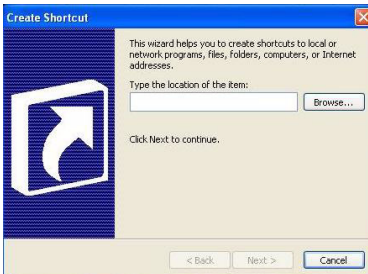 Create Shortcut
This wizard helps you to create shortcuts to local or
network programs, files, folders, computers, or Internet
addresses.
Type the location of the item:
Browse...
Click Next to continue.
< Back
Next >
Cancel